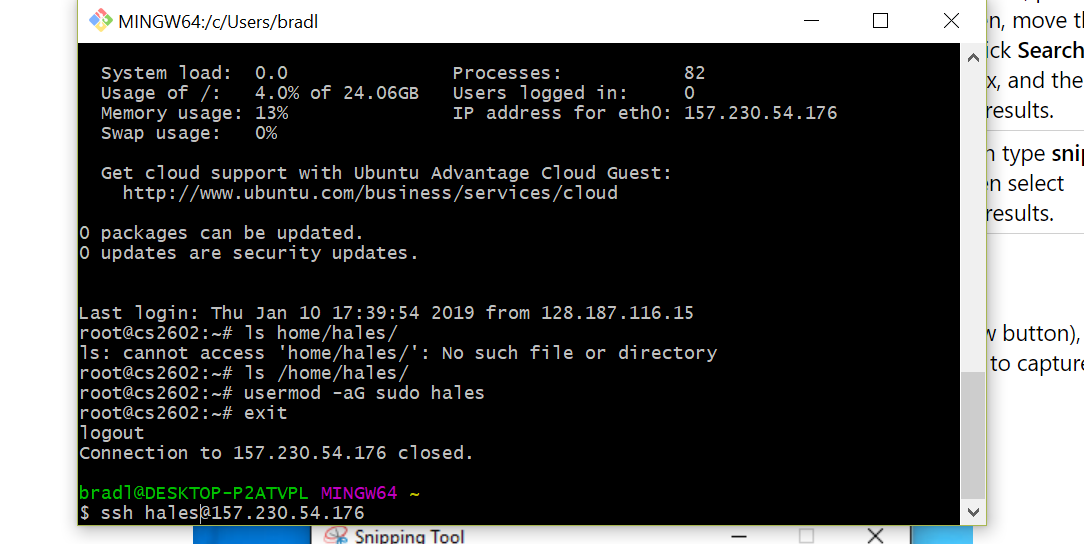 MINGW64:/c/Users/bradl
System load: 0.0 Processes: 82
Usage of /: 4.0% of 24.06GB Users logged in: 0
Memory usage: 13% IP address for eth0: 157.230.54.176
Swap usage: 0%
Get cloud support with Ubuntu Advantage Cloud Guest:
http://www.ubuntu.com/business/services/cloud
0 packages can be updated.
0 updates are security updates.
Last login: Thu Jan 10 17:39:54 2019 from 128.187.116.15
root@cs2602:~# ls home/hales/
ls: cannot access 'home/hales/': No such file or directory
root@cs2602:~# ls /home/hales/
root@cs2602:~# usermod -aG sudo hales
root@cs2602:~# exit
logout
Connection to 157.230.54.176 closed.
bradl@DESKTOP-P2ATVPL MINGW64 ~
$ ssh hales@157.230.54.176
move
Search
and the
results.
type
select
results.
button),
to capture
Snipping Tool